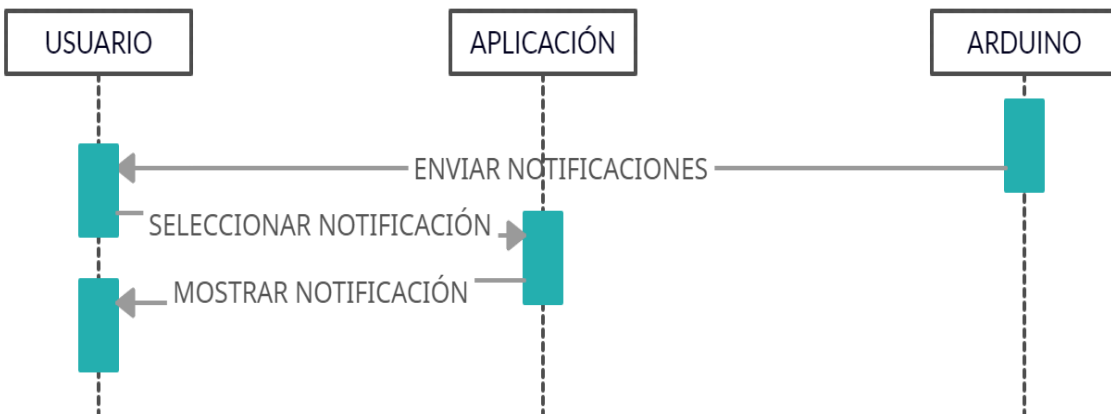 USUARIO
APLICACIÓN
ARDUINO
ENVIAR NOTIFICACIONES
SELECCIONAR NOTIFICACIÓN
MOSTRAR NOTIFICACIÓN